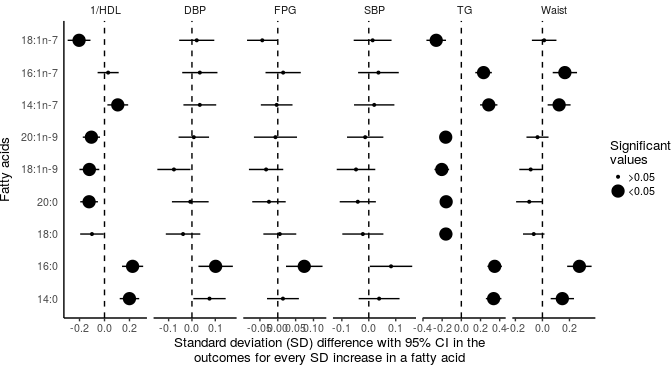 1/HDL DBP FPG SBP TG Waist
18:1n-7
16:1n-7
14:1n-7
20:1n-9
18:1n-9
20:0
18:0
16:0
14:0
Fatty acids
-0.2 0.0 0.2 -0.1 0.0 0.1 -0.05 0.00 0.05 0.10 -0.1 0.0 0.1 -0.4 -0.2 0.0 0.2 0.4 -0.2 0.0 0.2
Standard deviation (SD) difference with 95% CI in the
outcomes for every SD increase in a fatty acid
Significant
values
>0.05
<0.05